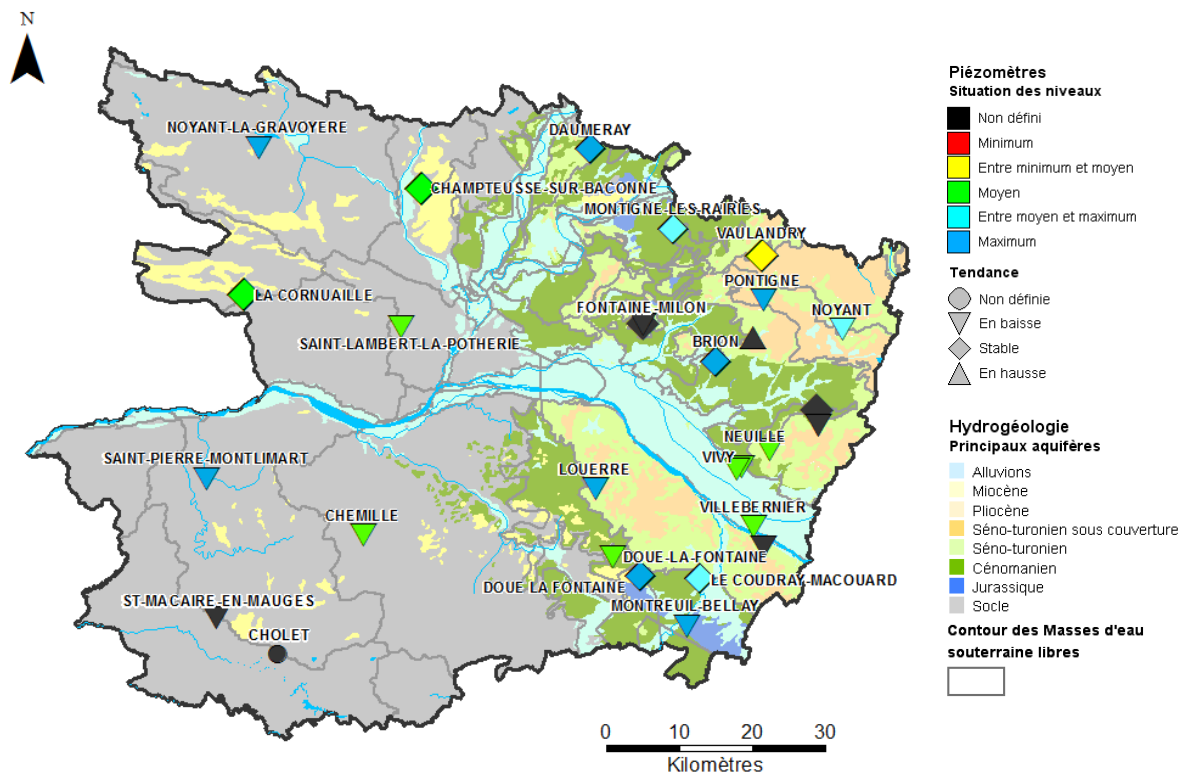 N
NOYANT-LA-GRAVOYERE
DAUMERAY
CHAMPTEUSSE-SUR-BACONNE
MONTIGNE-LES-RAIRIES
VAULANDRY
PONTIGNE
LA CORNUAILLE
FONTAINE-MILON
NOYANT
SAINT-LAMBERT-LA-POTHERIE
BRION
NEUILLE
SAINT-PIERRE-MONTLIMART
VIVY
LOUERRE
CHEMILLE
VILLEBERNIER
DOUE-LA-FONTAINE
DOUE LA FONTAINE
LE COUDRAY-MACOUARD
ST-MACAIRE-EN-MAUGES
MONTREUIL-BELLAY
CHOLET
0 10 20 30
Kilomètres
Piézomètres
Situation des niveaux
Non défini
Minimum
Entre minimum et moyen
Moyen
Entre moyen et maximum
Maximum
Tendance
Non définie
En baisse
Stable
En hausse
Hydrogéologie
Principaux aquifères
Alluvions
Miocène
Pliocène
Séno-turonien sous couverture
Séno-turonien
Cénomanien
Jurassique
Socle
Contour des Masses d'eau
souterraine libres